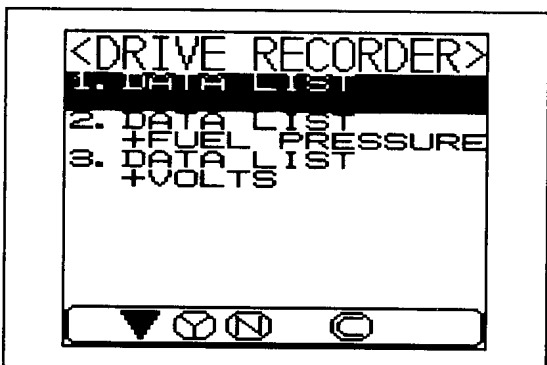 <DRIVE RECORDER>
1. DATA LIST
2. DATA LIST
+FUEL PRESSURE
3. DATA LIST
+VOLTS
Y N C